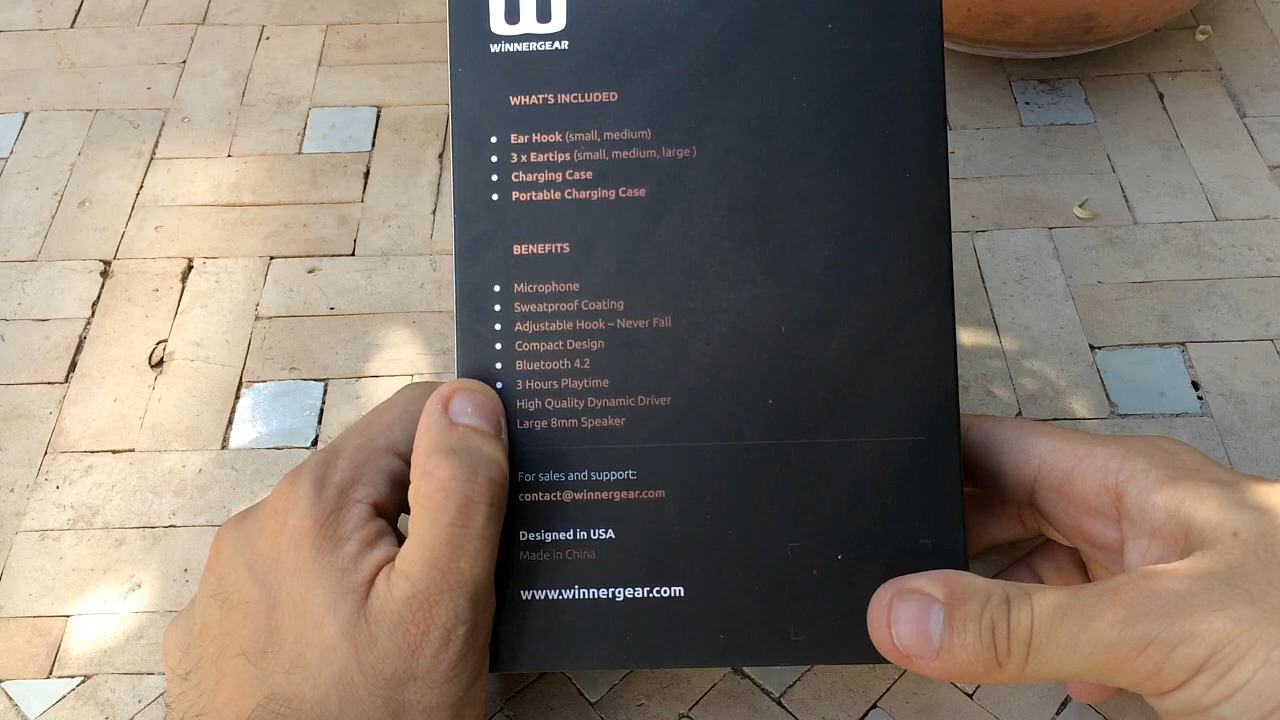 W
WINNERGEAR
WHAT'S INCLUDED
Ear Hook (small, medium)
3 x Eartips (small, medium, large )
Charging Case
Portable Charging Case
BENEFITS
Microphone
Sweatproof Coating
Adjustable Hook – Never Fall
Compact Design
Bluetooth 4.2
3 Hours Playtime
High Quality Dynamic Driver
Large 8mm Speaker
For sales and support:
contact@winnergear.com
Designed in USA
Made in China
www.winnergear.com